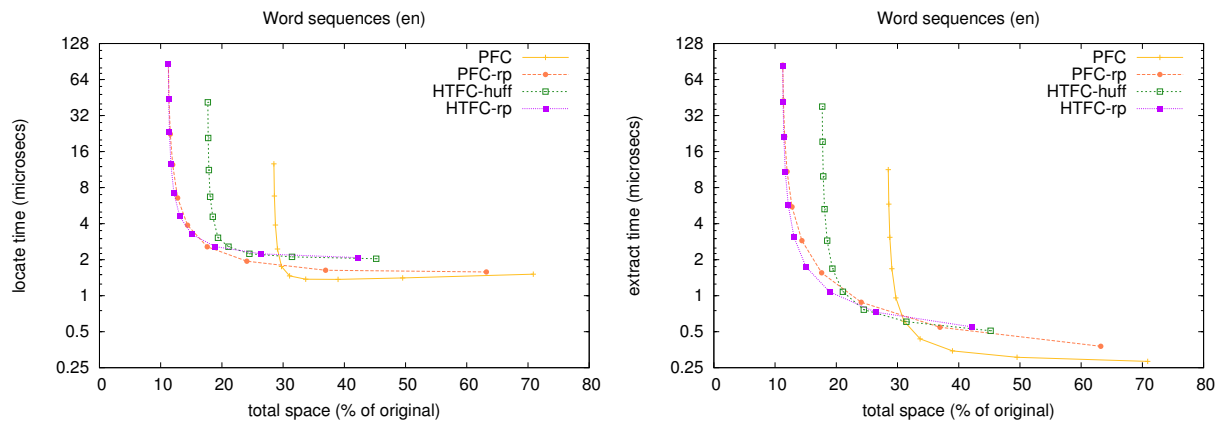 Word sequences (en)
128
64
32
16
8
4
2
1
0.5
0.25
locate time (microsecs)
PFC
PFC-rp
HTFC-huff
HTFC-rp
0 10 20 30 40 50 60 70 80
total space (% of original)
Word sequences (en)
128
64
32
16
8
4
2
1
0.5
0.25
extract time (microsecs)
PFC
PFC-rp
HTFC-huff
HTFC-rp
0 10 20 30 40 50 60 70 80
total space (% of original)